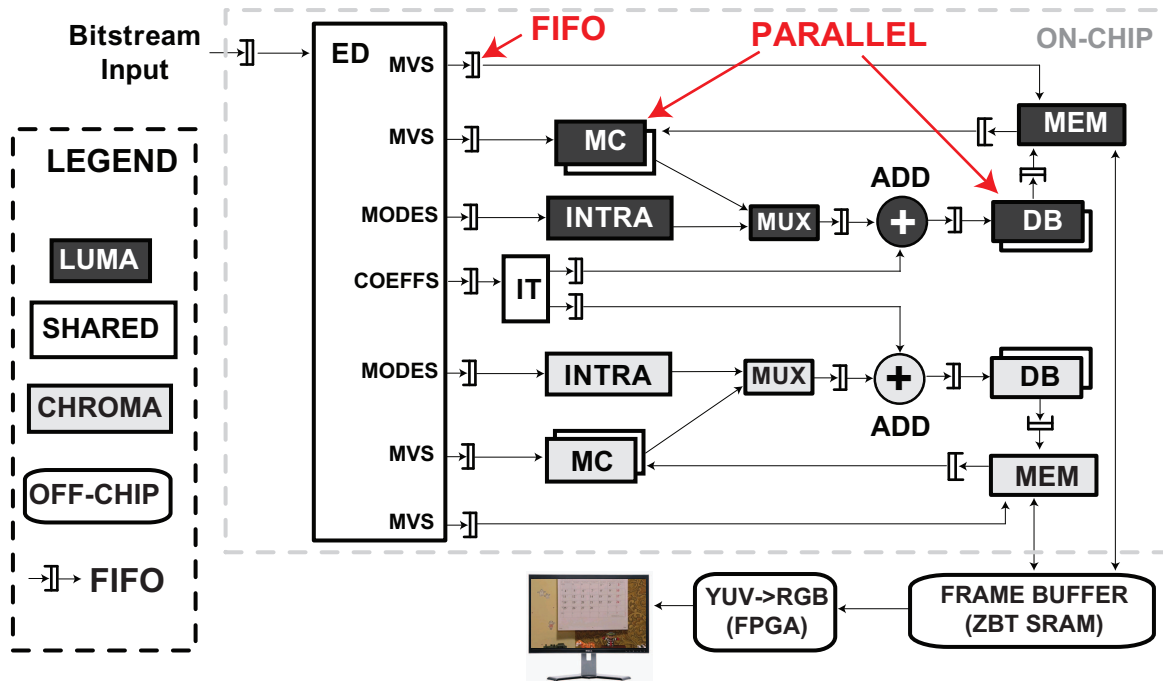 Bitstream
Input
FIFO
PARALLEL
ON-CHIP
ED
MVS
MEM
LEGEND
MVS
MC
ADD
MODES
INTRA
MUX
+
DB
LUMA
COEFFS
IT
SHARED
MODES
INTRA
MUX
+
DB
CHROMA
ADD
MVS
MC
MEM
OFF-CHIP
MVS
FIFO
YUV->RGB
(FPGA)
FRAME BUFFER
(ZBT SRAM)